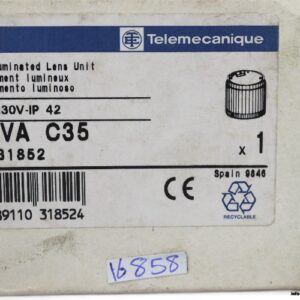 Telemecanique
uminated Lens Unit
ment lumineux
mento luminoso
30V-IP 42
VA C35
31852
x 1
Spain 9846
CE
39110 318524
RECYCLABLE
16858